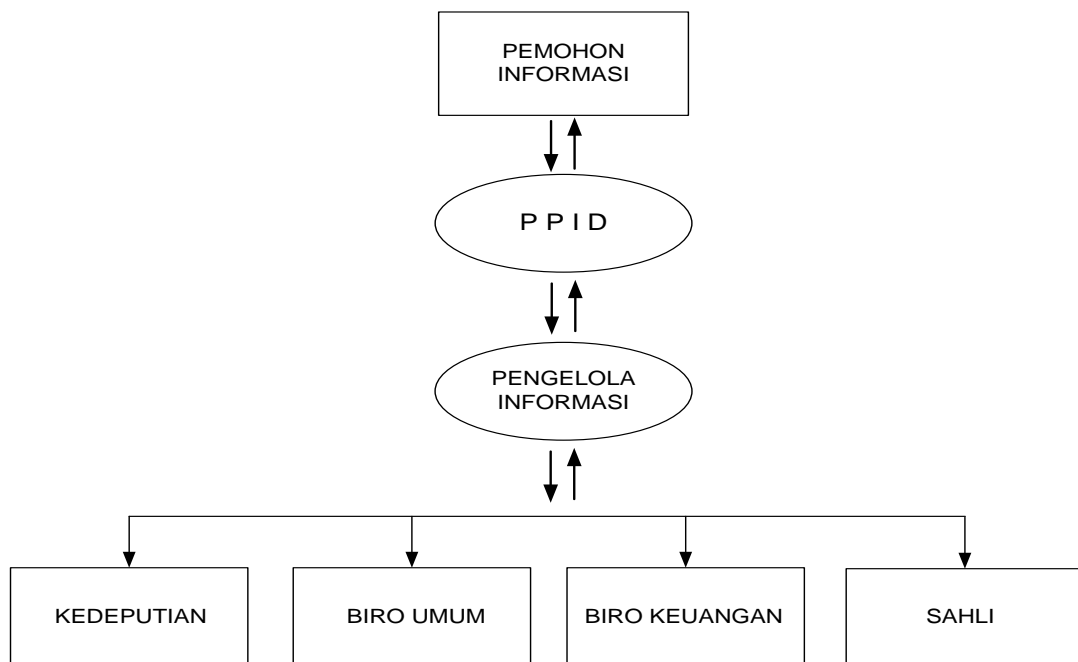 PEMOHON
INFORMASI
P P I D
PENGELOLA
INFORMASI
KEDEPUTIAN
BIRO UMUM
BIRO KEUANGAN
SAHLI